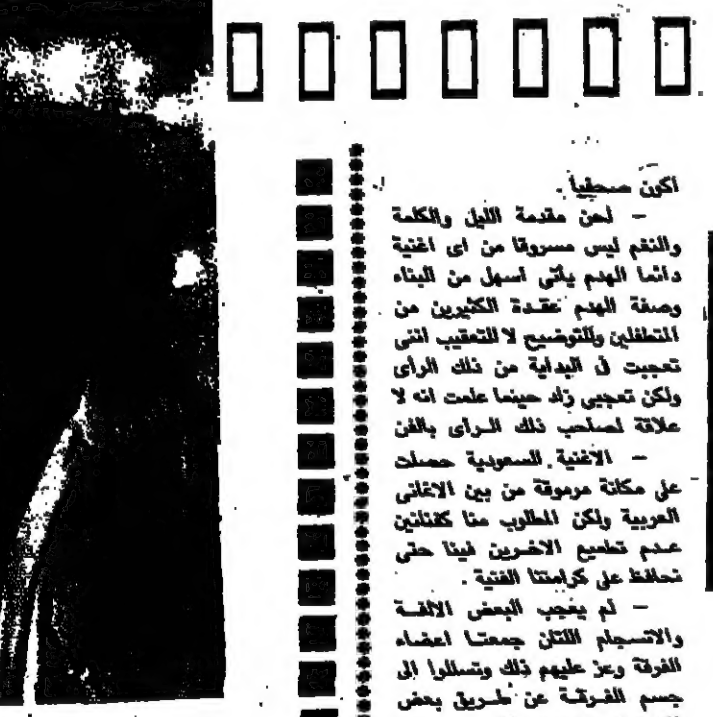 أكون صحفياً .
– لحن مقدمة الليل والكلمة
والنغم ليس مسروقا من اى اغنية
دائما الهدم يأتى اسهل من البناء
وصفة الهدم عقدة الكثيرين من
المتطفلين وللتوضيح لا للتعقيب اننى
تعجبت فى البداية من ذلك الرأى
ولكن تعجبى زاد حينما علمت انه لا
علاقة لصاحب ذلك الرأى بالفن
– الاغنية السعودية حصلت
على مكانة مرموقة من بين الاغانى
العربية ولكن المطلوب منا كفنانين
عدم تطميع الاخرين فينا حتى
نحافظ على كرامتنا الفنية .
– لم يعجب البعض الالفة
والانسجام اللتان جمعتا اعضاء
الفرقة وعز عليهم ذلك وتسللوا الى
جسم الفرقة عن طريق بعض